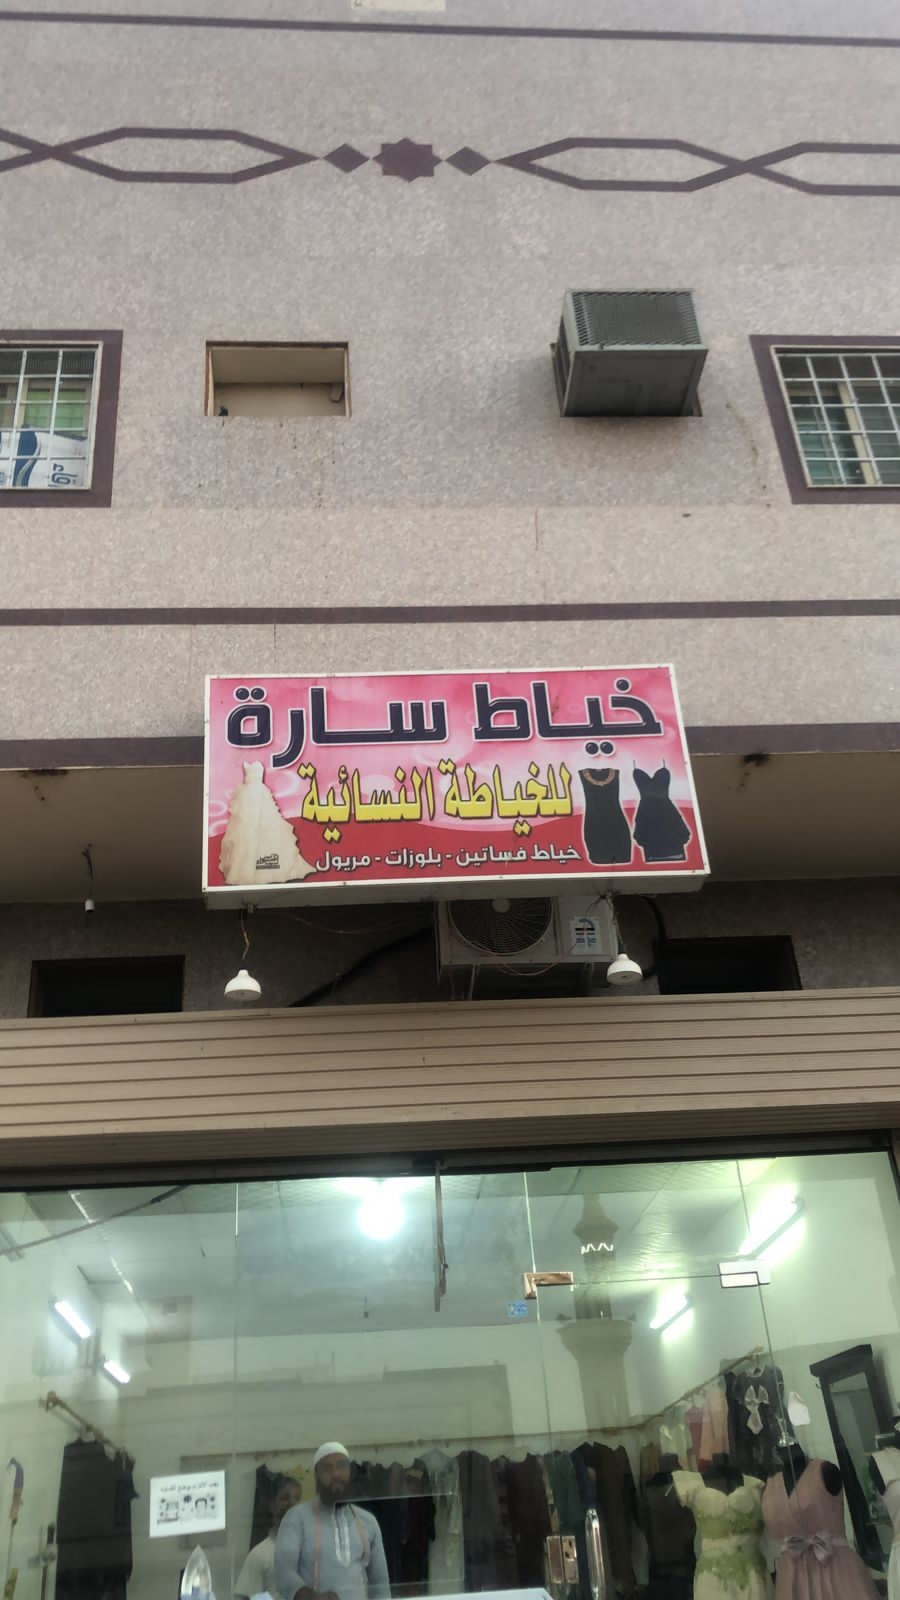 خياط سارة
للخياطة النسائية
خياط فساتين - بلوزات - مريول